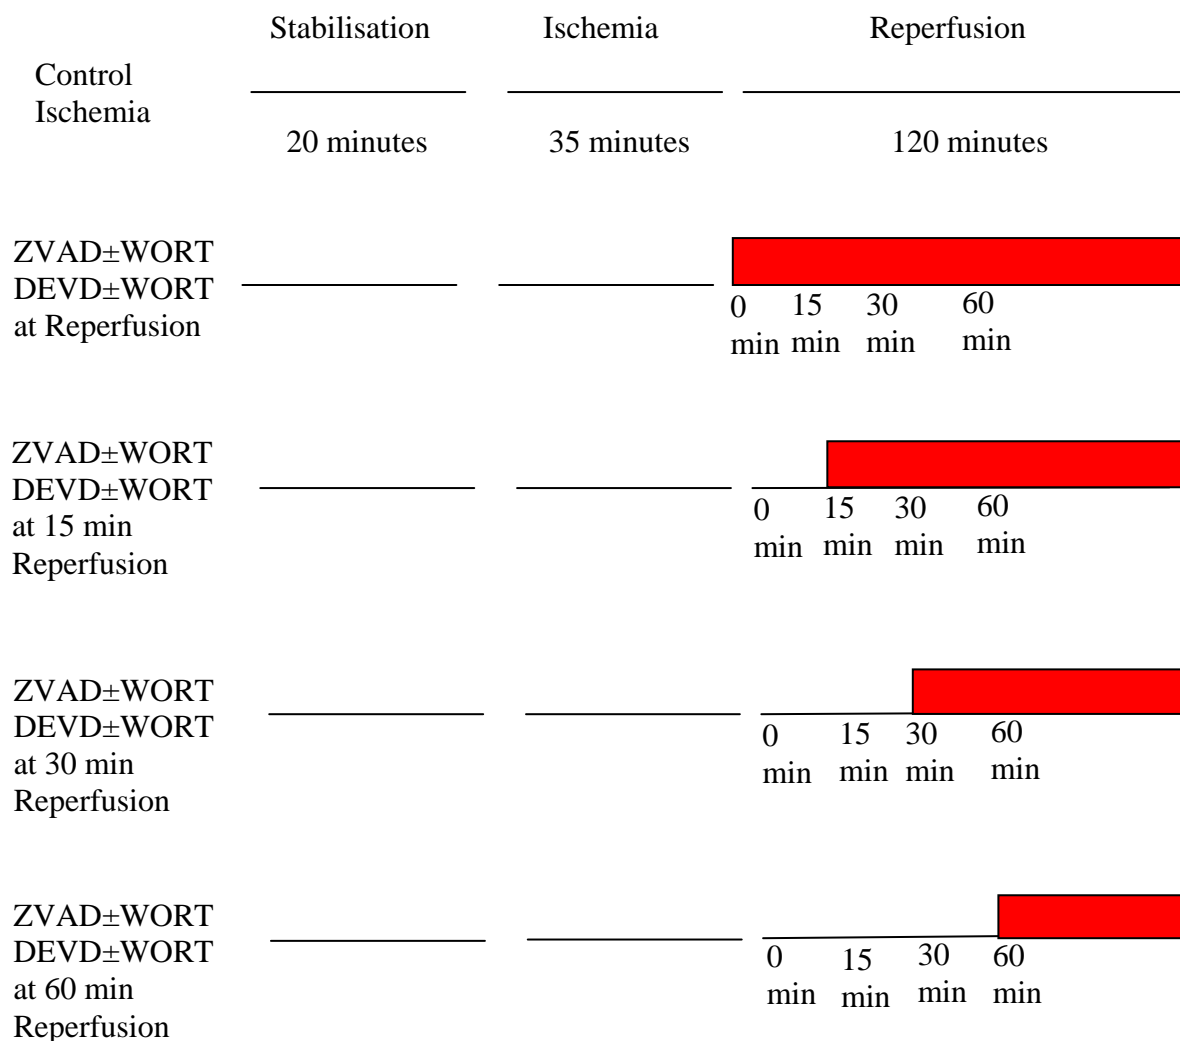 Stabilisation Ischemia Reperfusion
Control
Ischemia
20 minutes 35 minutes 120 minutes
ZVAD±WORT
DEVD±WORT
at Reperfusion
0 15 30 60
min min min min
ZVAD±WORT
DEVD±WORT
at 15 min
Reperfusion
0 15 30 60
min min min min
ZVAD±WORT
DEVD±WORT
at 30 min
Reperfusion
0 15 30 60
min min min min
ZVAD±WORT
DEVD±WORT
at 60 min
Reperfusion
0 15 30 60
min min min min